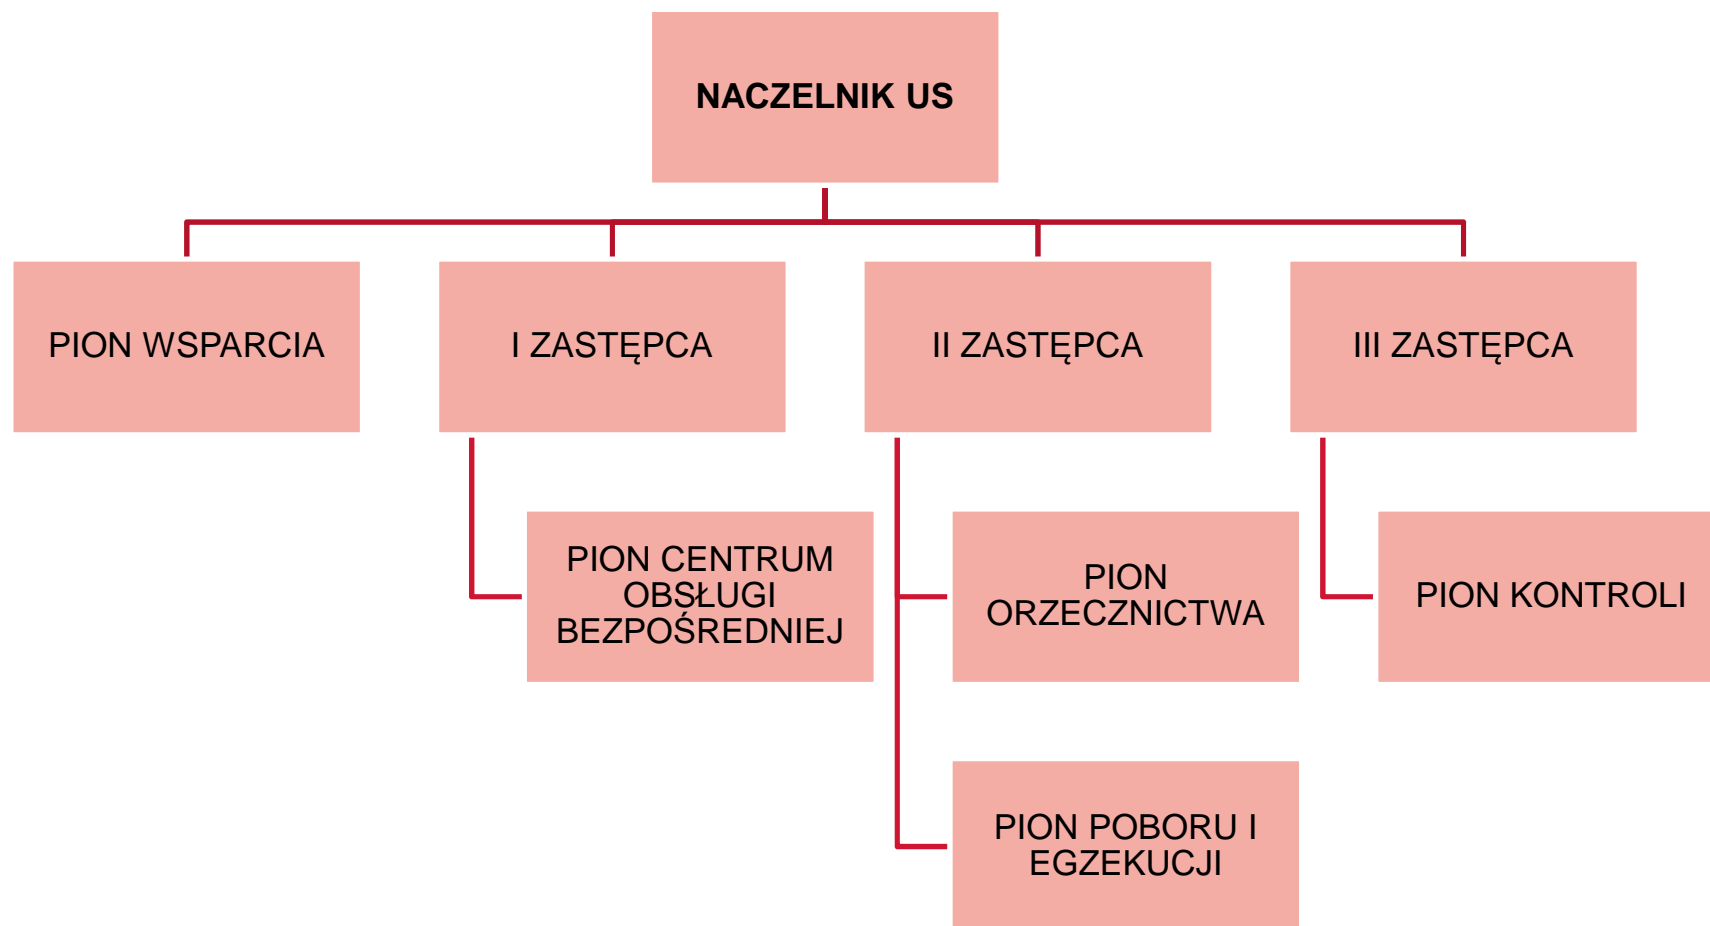 NACZELNIK US
PION WSPARCIA
I ZASTĘPCA
II ZASTĘPCA
III ZASTĘPCA
PION CENTRUM
OBSŁUGI
BEZPOŚREDNIEJ
PION
ORZECZNICTWA
PION KONTROLI
PION POBORU I
EGZEKUCJI